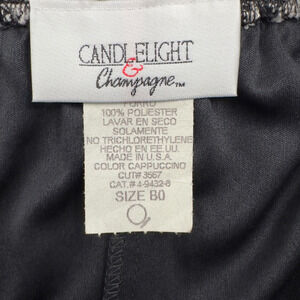 CANDLELIGHT
&
Champagne™
FORRO
100% POLIESTER
LAVAR EN SECO
SOLAMENTE
NO TRICHLORETHYLENE
HECHO EN EE.UU.
MADE IN U.S.A.
COLOR CAPPUCCINO
CUT# 3567
CAT.# 4-9432-8
SIZE B0